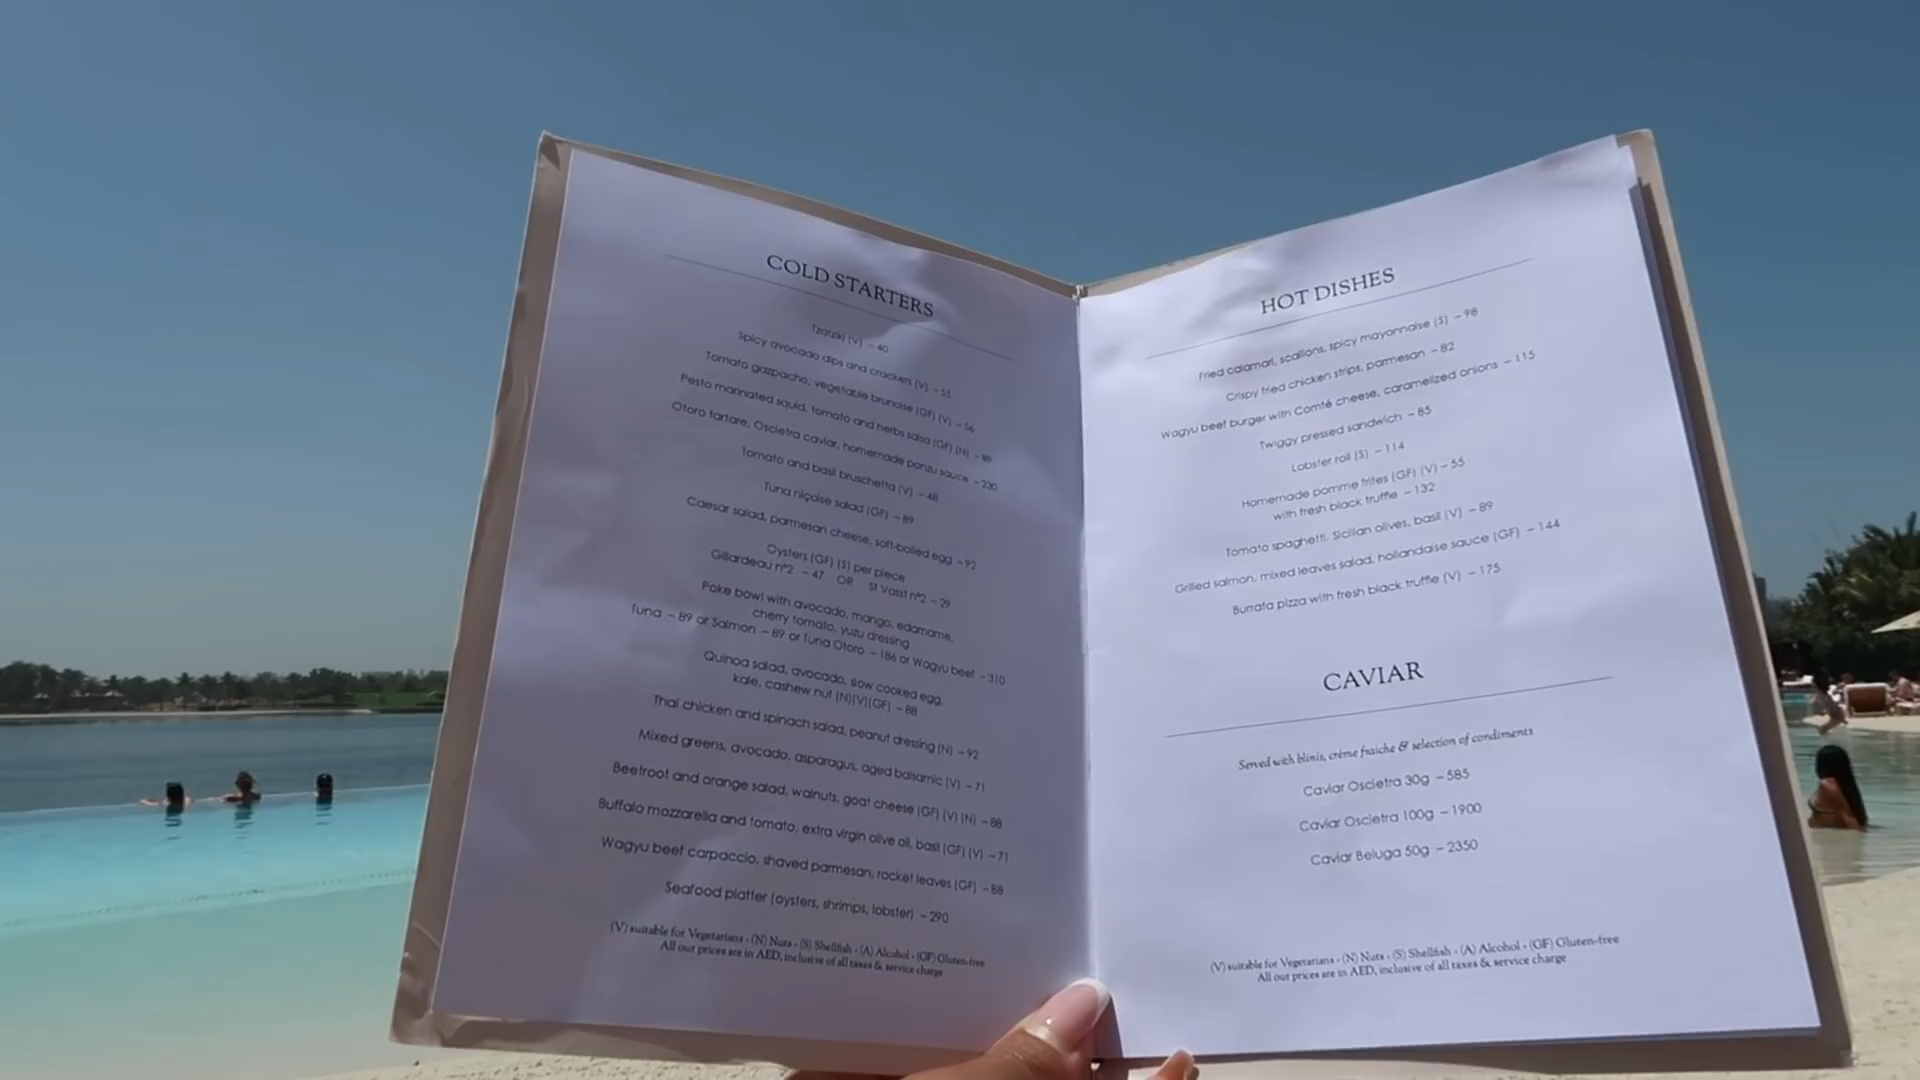 COLD STARTERS
Tzatziki (V) – 40
Spicy avocado dips and crackers (V) – 55
Tomato gazpacho, vegetable brunoise (GF) (V) – 56
Pesto marinated squid, tomato and herbs salsa (GF) (N) – 89
Otoro tartare, Oscietra caviar, homemade ponzu sauce – 230
Tomato and basil bruschetta (V) – 48
Tuna niçoise salad (GF) – 89
Caesar salad, parmesan cheese, soft-boiled egg – 92
Oysters (GF) (S) per piece
Gillardeau n°2 – 47 OR St Vasst n°2 – 29
Poke bowl with avocado, mango, edamame,
cherry tomato, yuzu dressing
Tuna – 89 or Salmon – 89 or Tuna Otoro – 186 or Wagyu beef – 310
Quinoa salad, avocado, slow cooked egg,
kale, cashew nut (N)(V)(GF) – 88
Thai chicken and spinach salad, peanut dressing (N) – 92
Mixed greens, avocado, asparagus, aged balsamic (V) – 71
Beetroot and orange salad, walnuts, goat cheese (GF) (V) (N) – 88
Buffalo mozzarella and tomato, extra virgin olive oil, basil (GF) (V) – 71
Wagyu beef carpaccio, shaved parmesan, rocket leaves (GF) – 88
Seafood platter (oysters, shrimps, lobster) – 290
(V) suitable for Vegetarians - (N) Nuts - (S) Shellfish - (A) Alcohol - (GF) Gluten-free
All our prices are in AED, inclusive of all taxes & service charge
HOT DISHES
Fried calamari, scallions, spicy mayonnaise (S) – 98
Crispy fried chicken strips, parmesan – 82
Wagyu beef burger with Comté cheese, caramelized onions – 115
Twiggy pressed sandwich – 85
Lobster roll (S) – 114
Homemade pomme frites (GF) (V) – 55
with fresh black truffle – 132
Tomato spaghetti, Sicilian olives, basil (V) – 89
Grilled salmon, mixed leaves salad, hollandaise sauce (GF) – 144
Burrata pizza with fresh black truffle (V) – 175
CAVIAR
Served with blinis, crème fraiche & selection of condiments
Caviar Oscietra 30g – 585
Caviar Oscietra 100g – 1900
Caviar Beluga 50g – 2350
(V) suitable for Vegetarians - (N) Nuts - (S) Shellfish - (A) Alcohol - (GF) Gluten-free
All our prices are in AED, inclusive of all taxes & service charge